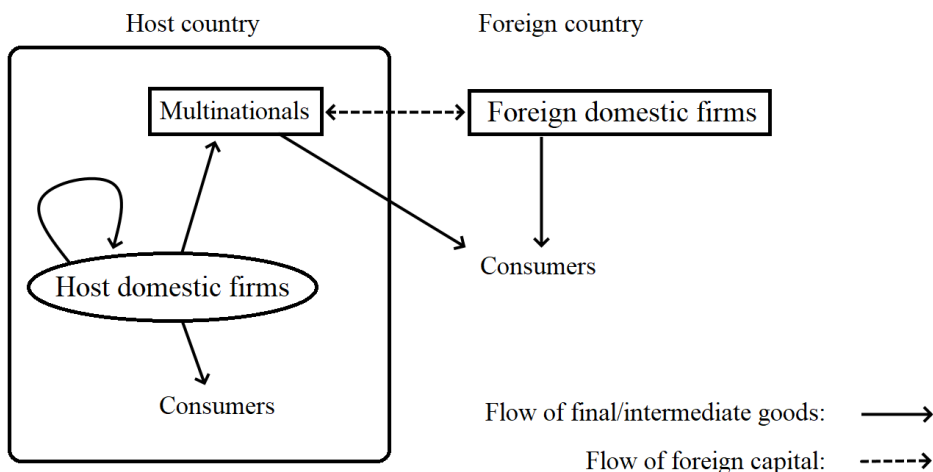 Host country
Foreign country
Multinationals
Foreign domestic firms
Host domestic firms
Consumers
Consumers
Flow of final/intermediate goods:
Flow of foreign capital: